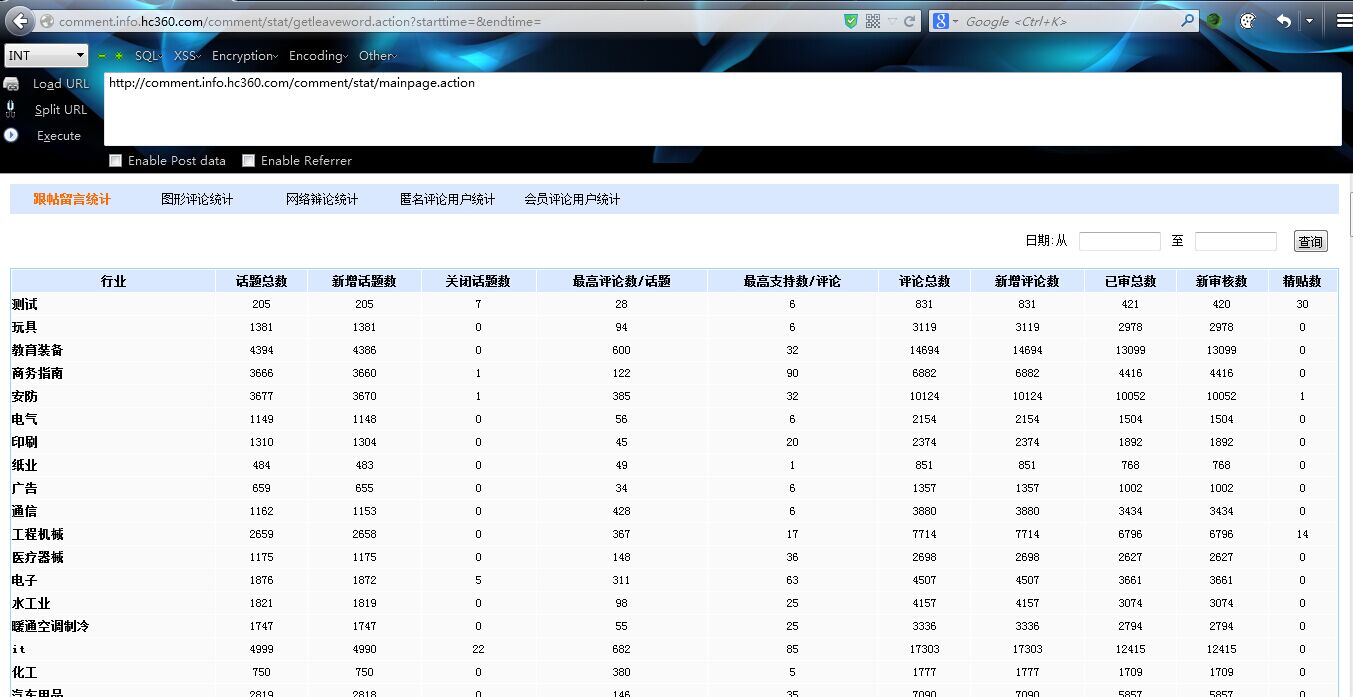 comment.info.hc360.com/comment/stat/getleaveword.action?starttime=&endtime= Google <Ctrl+K>
INT SQL XSS Encryption Encoding Other
Load URL http://comment.info.hc360.com/comment/stat/mainpage.action
Split URL
Execute
Enable Post data Enable Referrer
跟帖留言统计 图形评论统计 网络辩论统计 匿名评论用户统计 会员评论用户统计
日期:从 至 查询
行业 话题总数 新增话题数 关闭话题数 最高评论数/话题 最高支持数/评论 评论总数 新增评论数 已审总数 新审核数 精贴数
测试 205 205 7 28 6 831 831 421 420 30
玩具 1381 1381 0 94 6 3119 3119 2978 2978 0
教育装备 4394 4386 0 600 32 14694 14694 13099 13099 0
商务指南 3666 3660 1 122 90 6882 6882 4416 4416 0
安防 3677 3670 1 385 32 10124 10124 10052 10052 1
电气 1149 1148 0 56 6 2154 2154 1504 1504 0
印刷 1310 1304 0 45 20 2374 2374 1892 1892 0
纸业 484 483 0 49 1 851 851 768 768 0
广告 659 655 0 34 6 1357 1357 1002 1002 0
通信 1162 1153 0 428 6 3880 3880 3434 3434 0
工程机械 2659 2658 0 367 17 7714 7714 6796 6796 14
医疗器械 1175 1175 0 148 36 2698 2698 2627 2627 0
电子 1876 1872 5 311 63 4507 4507 3661 3661 0
水工业 1821 1819 0 98 25 4157 4157 3074 3074 0
暖通空调制冷 1747 1747 0 55 25 3336 3336 2794 2794 0
it 4999 4990 22 682 85 17303 17303 12415 12415 0
化工 750 750 0 380 5 1777 1777 1709 1709 0
汽车用品 2819 2818 0 146 35 7090 7090 5857 5857 0